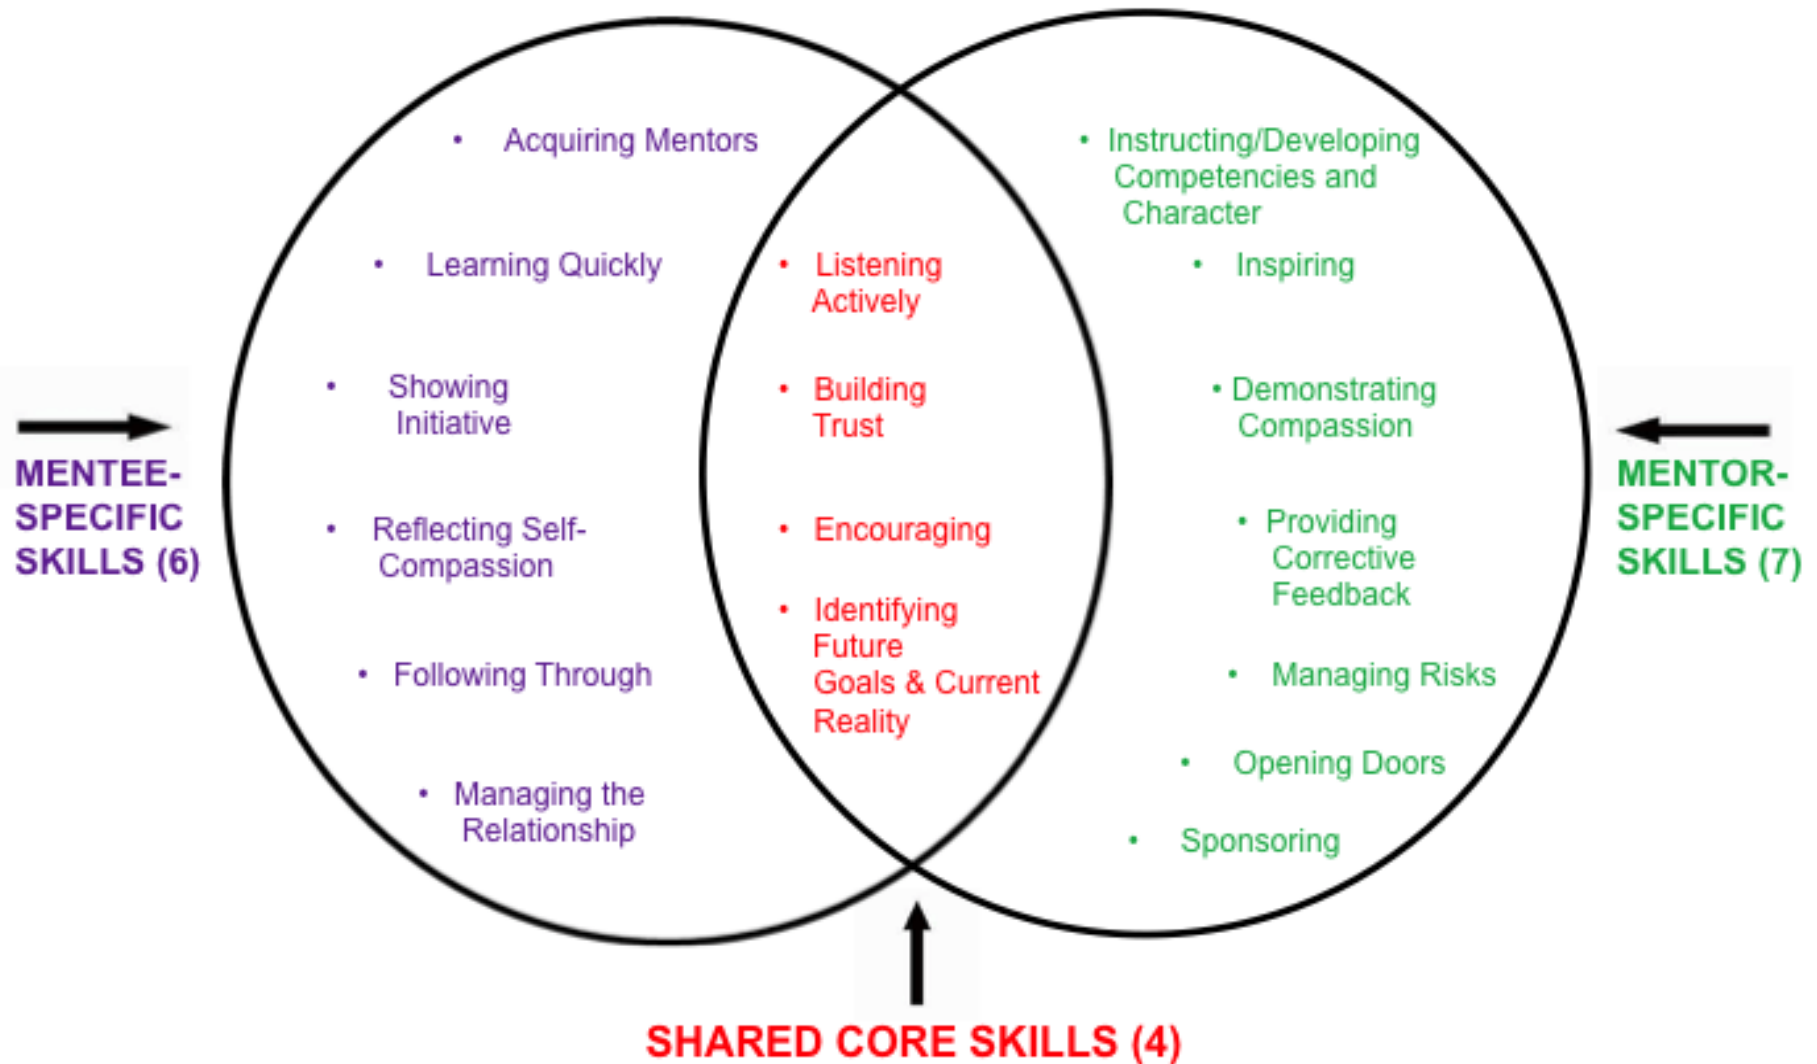 • Acquiring Mentors
• Learning Quickly
• Showing
Initiative
• Reflecting Self-
Compassion
• Following Through
• Managing the
Relationship
MENTEE-
SPECIFIC
SKILLS (6)
• Listening
Actively
• Building
Trust
• Encouraging
• Identifying
Future
Goals & Current
Reality
• Instructing/Developing
Competencies and
Character
• Inspiring
• Demonstrating
Compassion
• Providing
Corrective
Feedback
• Managing Risks
• Opening Doors
• Sponsoring
MENTOR-
SPECIFIC
SKILLS (7)
SHARED CORE SKILLS (4)